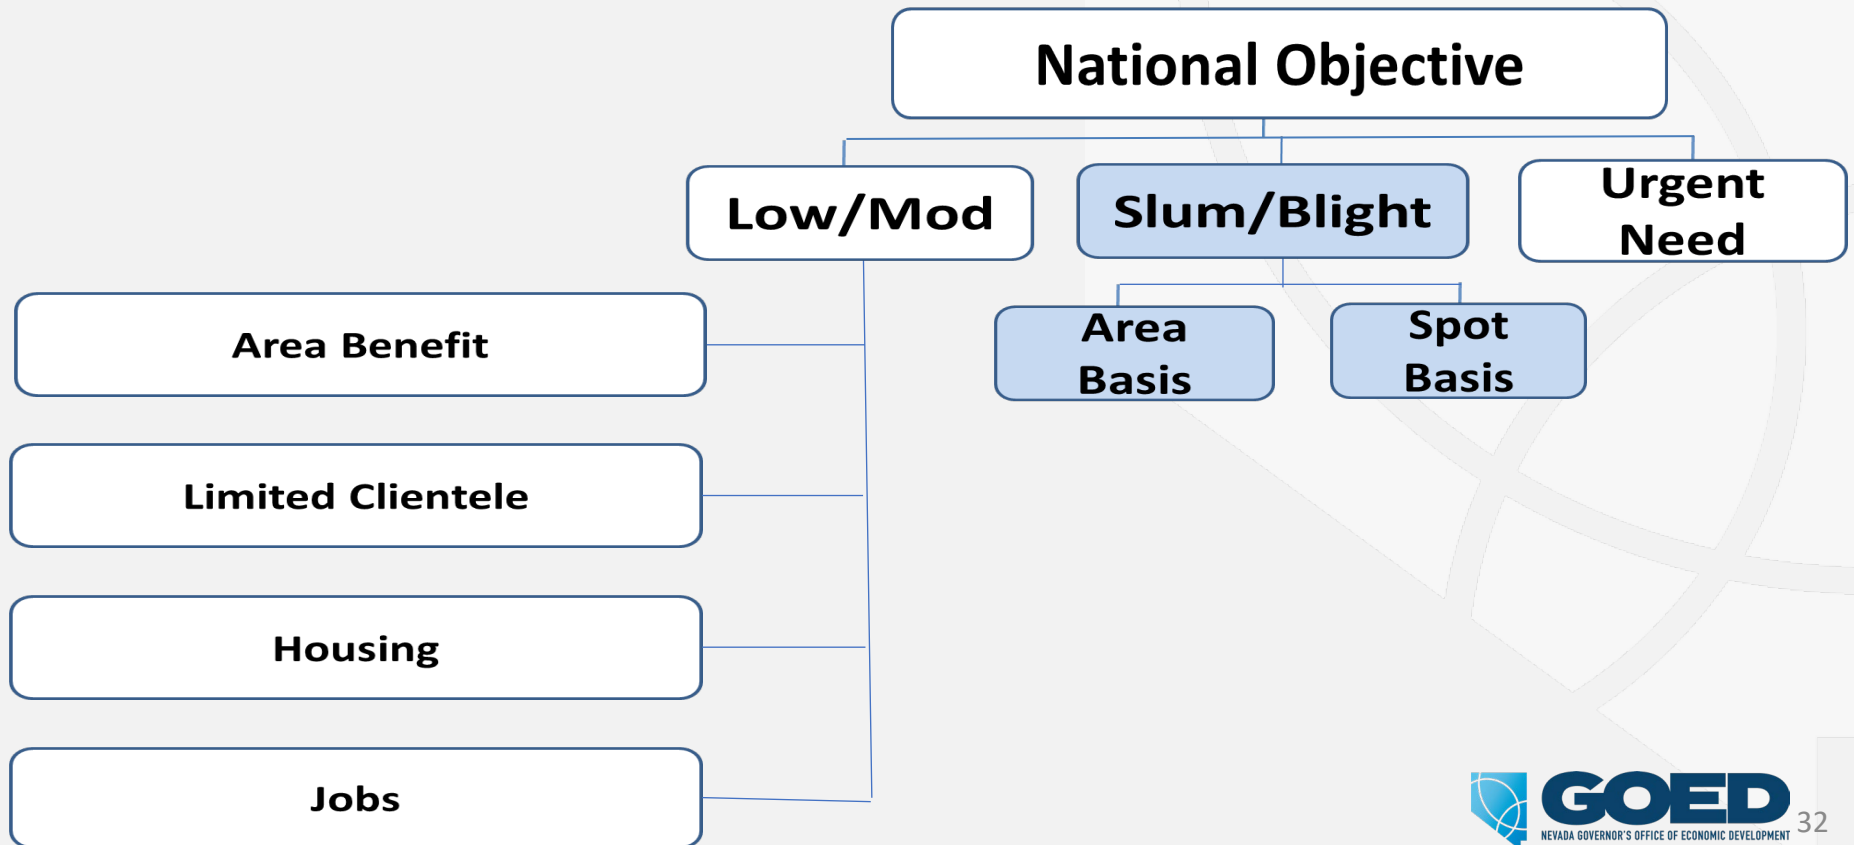 National Objective
Low/Mod
Slum/Blight
Urgent
Need
Area Benefit
Area
Basis
Spot
Basis
Limited Clientele
Housing
Jobs
GOED
NEVADA GOVERNOR'S OFFICE OF ECONOMIC DEVELOPMENT
32